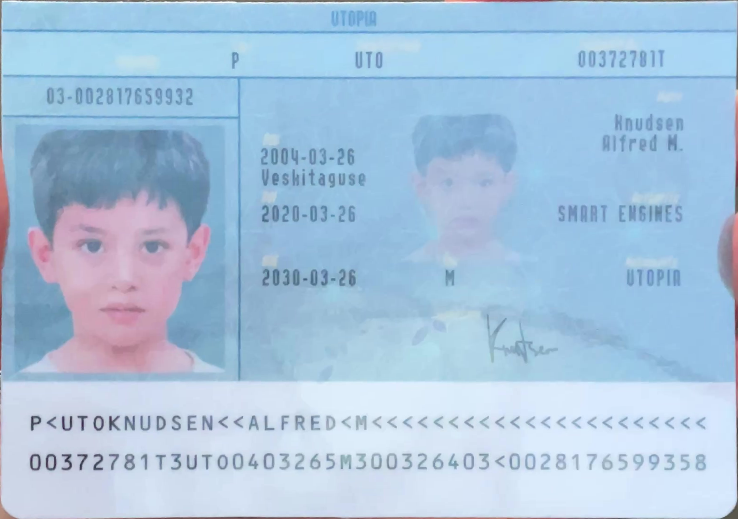 UTOPIA
P UTO 00372781T
03-002817659932
Knudsen
Alfred M.
2004-03-26
Veskitaguse
2020-03-26 SMART ENGINES
2030-03-26 M UTOPIA
Knudsen
P<UTOKNUDSEN<<ALFRED<M<<<<<<<<<<<<<<<<<<<<<<
00372781T3UTO0403265M300326403<0028176599358